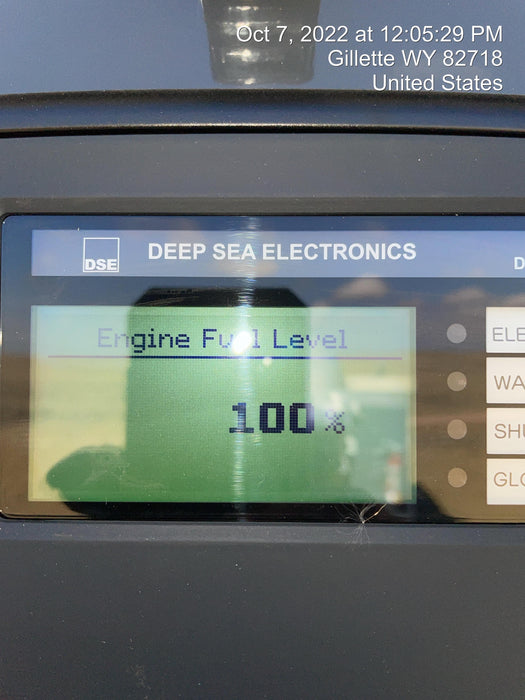 Oct 7, 2022 at 12:05:29 PM
Gillette WY 82718
United States
DSE
DEEP SEA ELECTRONICS
Engine Fuel Level
100%